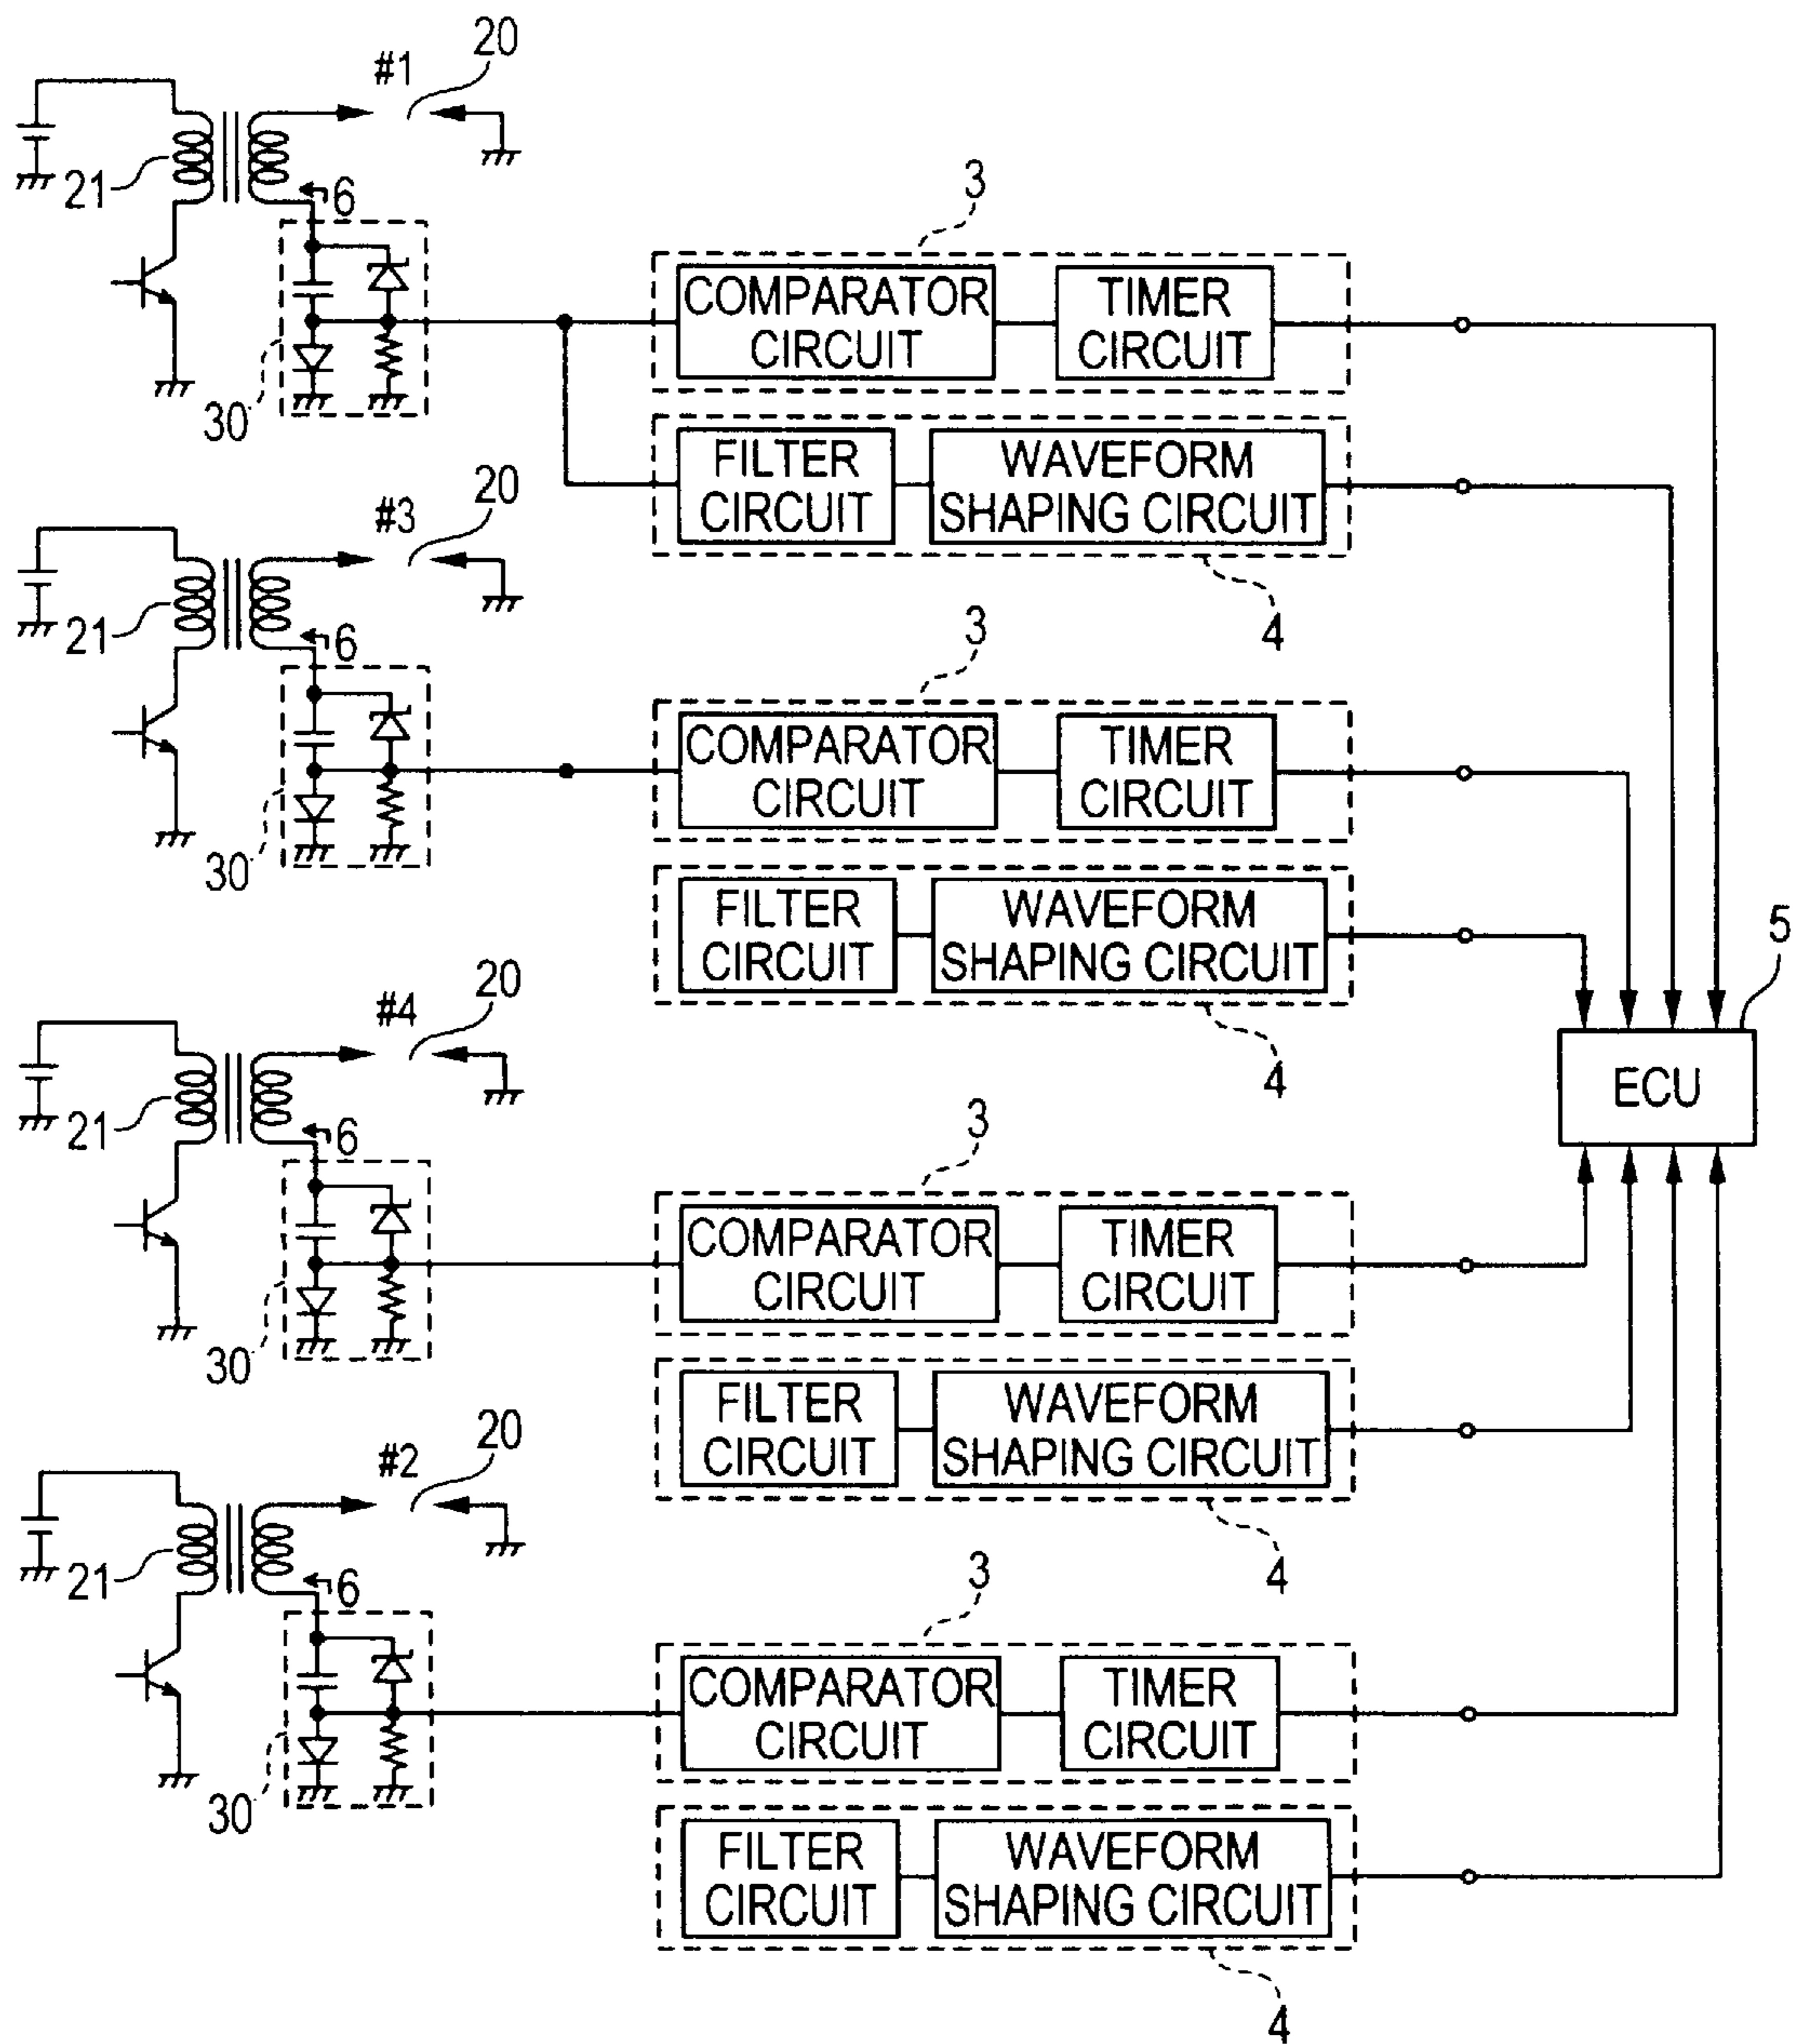 #1
20
21
6
30
3
COMPARATOR
CIRCUIT
TIMER
CIRCUIT
FILTER
CIRCUIT
WAVEFORM
SHAPING CIRCUIT
4
#3
20
21
6
30
3
COMPARATOR
CIRCUIT
TIMER
CIRCUIT
FILTER
CIRCUIT
WAVEFORM
SHAPING CIRCUIT
4
5
ECU
#4
20
21
6
30
3
COMPARATOR
CIRCUIT
TIMER
CIRCUIT
FILTER
CIRCUIT
WAVEFORM
SHAPING CIRCUIT
4
#2
20
21
6
30
3
COMPARATOR
CIRCUIT
TIMER
CIRCUIT
FILTER
CIRCUIT
WAVEFORM
SHAPING CIRCUIT
4